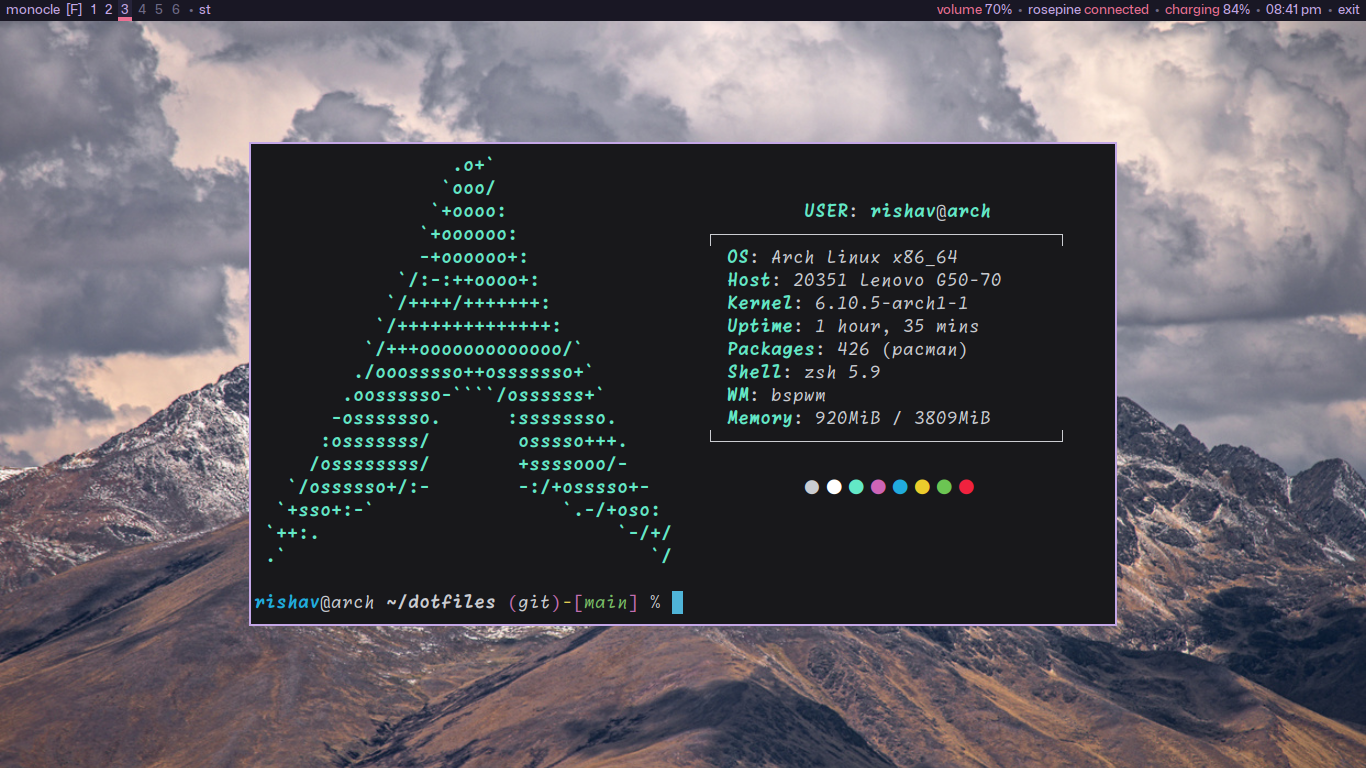 monocle [F] 1 2 3 4 5 6 • st
volume 70% • rosepine connected • charging 84% • 08:41 pm • exit
.o+`
`ooo/
`+oooo:
`+oooooo:
-+oooooo+:
`/:-:++oooo+:
`/++++/+++++++:
`/++++++++++++++:
`/+++ooooooooooooo/`
./ooosssso++osssssso+`
.oossssso-````/ossssss+`
-osssssso.      :ssssssso.
:osssssss/        osssso+++.
/ossssssss/        +ssssooo/-
`/ossssso+/:-        -:/+osssso+-
`+sso+:-`                 `.-/+oso:
`++:.                           `-/+/
.`                                 `/
USER: rishav@arch
OS: Arch Linux x86_64
Host: 20351 Lenovo G50-70
Kernel: 6.10.5-arch1-1
Uptime: 1 hour, 35 mins
Packages: 426 (pacman)
Shell: zsh 5.9
WM: bspwm
Memory: 920MiB / 3809MiB
rishav@arch ~/dotfiles (git)-[main] %